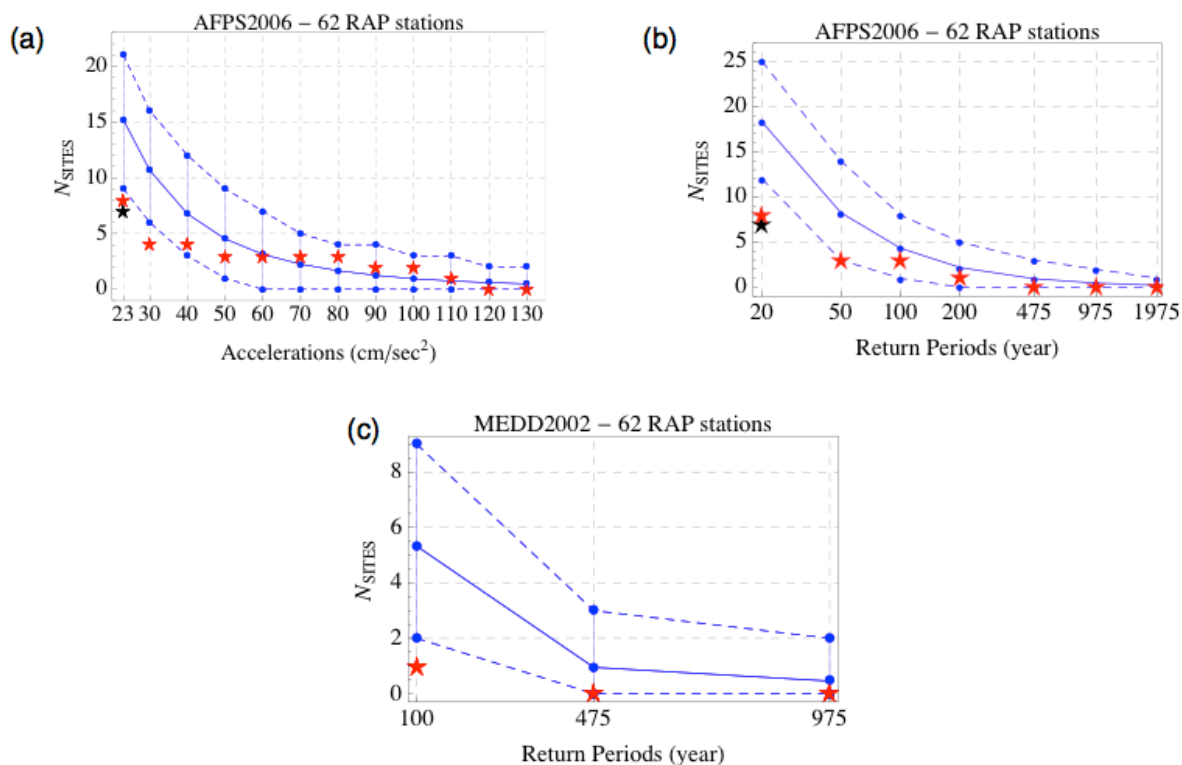 (a)
AFPS2006 – 62 RAP stations
20
15
10
5
0
N_SITES
23 30 40 50 60 70 80 90 100 110 120 130
Accelerations (cm/sec²)
(b)
AFPS2006 – 62 RAP stations
25
20
15
10
5
0
N_SITES
20 50 100 200 475 975 1975
Return Periods (year)
(c)
MEDD2002 – 62 RAP stations
8
6
4
2
0
N_SITES
100 475 975
Return Periods (year)